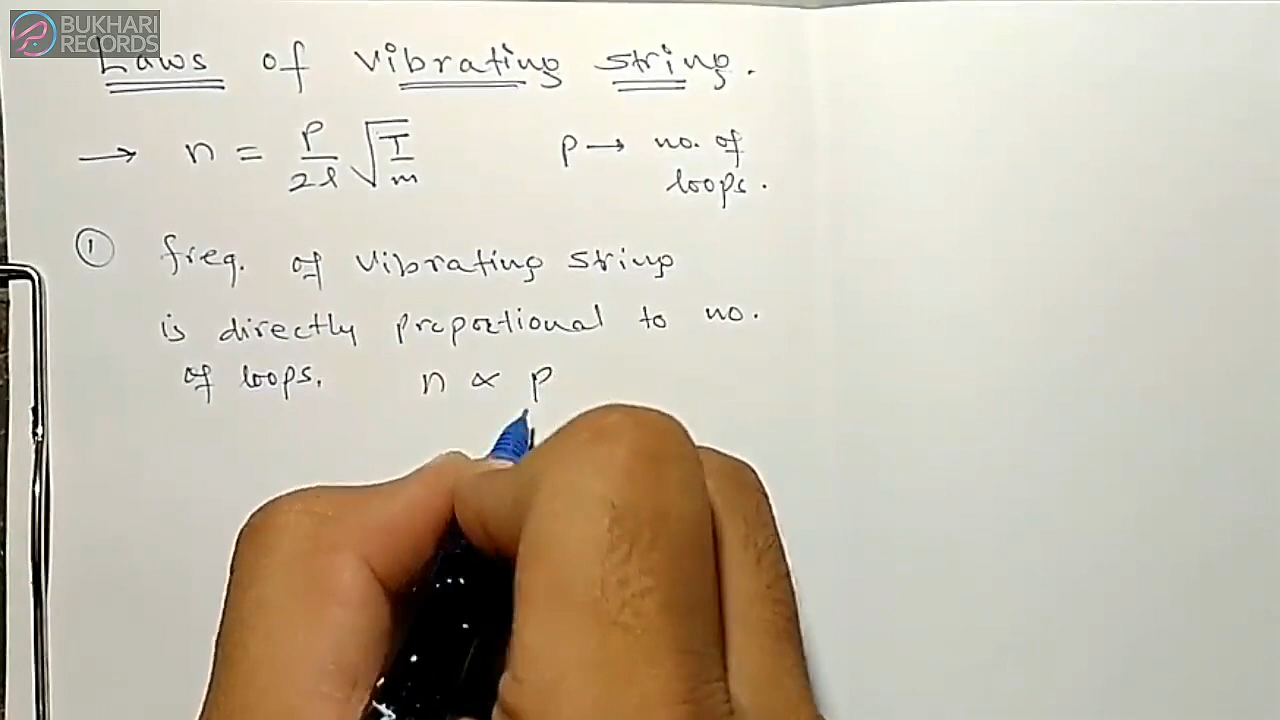 BUKHARI
RECORDS
Laws of vibrating string.
→ n = P/2l √T/m
p → no. of
loops.
① freq. of vibrating string
is directly proportional to no.
of loops. n ∝ p